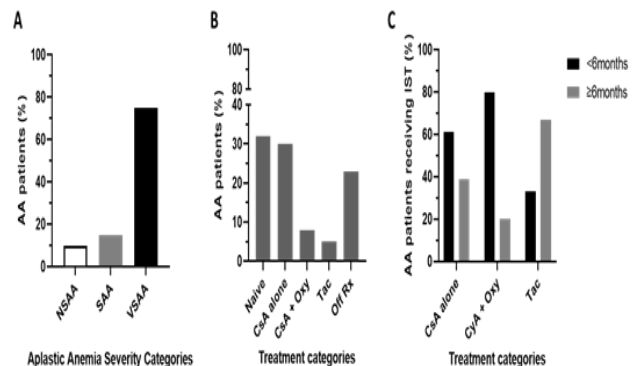 A
AA patients (%)
100
80
60
40
20
0
NSAA
SAA
VSAA
Aplastic Anemia Severity Categories
B
AA patients (%)
100
80
40
30
20
10
0
Naive
CsA alone
CsA + Oxy
Tac
Off Rx
Treatment categories
C
AA patients receiving IST (%)
100
80
60
40
20
0
CsA alone
CyA + Oxy
Tac
Treatment categories
<6months
≥6months